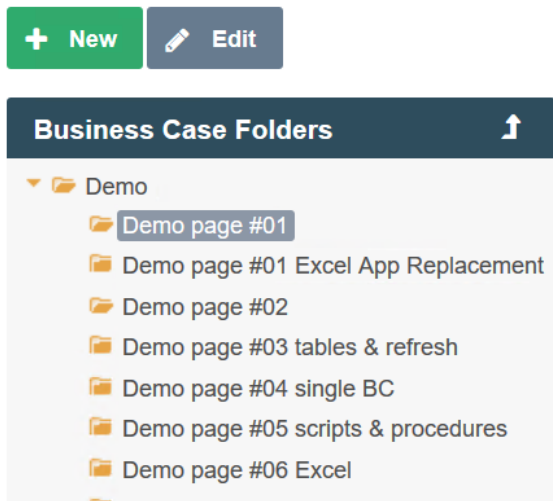 New Edit
Business Case Folders
Demo
Demo page #01
Demo page #01 Excel App Replacement
Demo page #02
Demo page #03 tables & refresh
Demo page #04 single BC
Demo page #05 scripts & procedures
Demo page #06 Excel